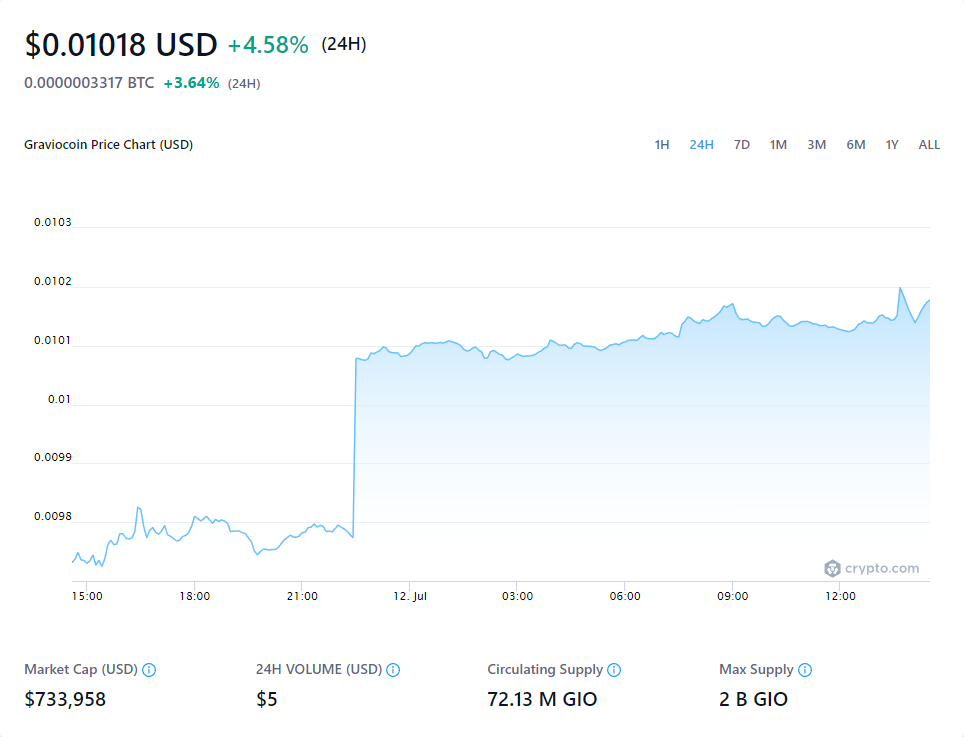 $0.01018 USD +4.58% (24H)
0.0000003317 BTC +3.64% (24H)
Graviocoin Price Chart (USD) 1H 24H 7D 1M 3M 6M 1Y ALL
0.0103
0.0102
0.0101
0.01
0.0099
0.0098
crypto.com
15:00 18:00 21:00 12. Jul 03:00 06:00 09:00 12:00
Market Cap (USD) 24H VOLUME (USD) Circulating Supply Max Supply
$733,958 $5 72.13 M GIO 2 B GIO